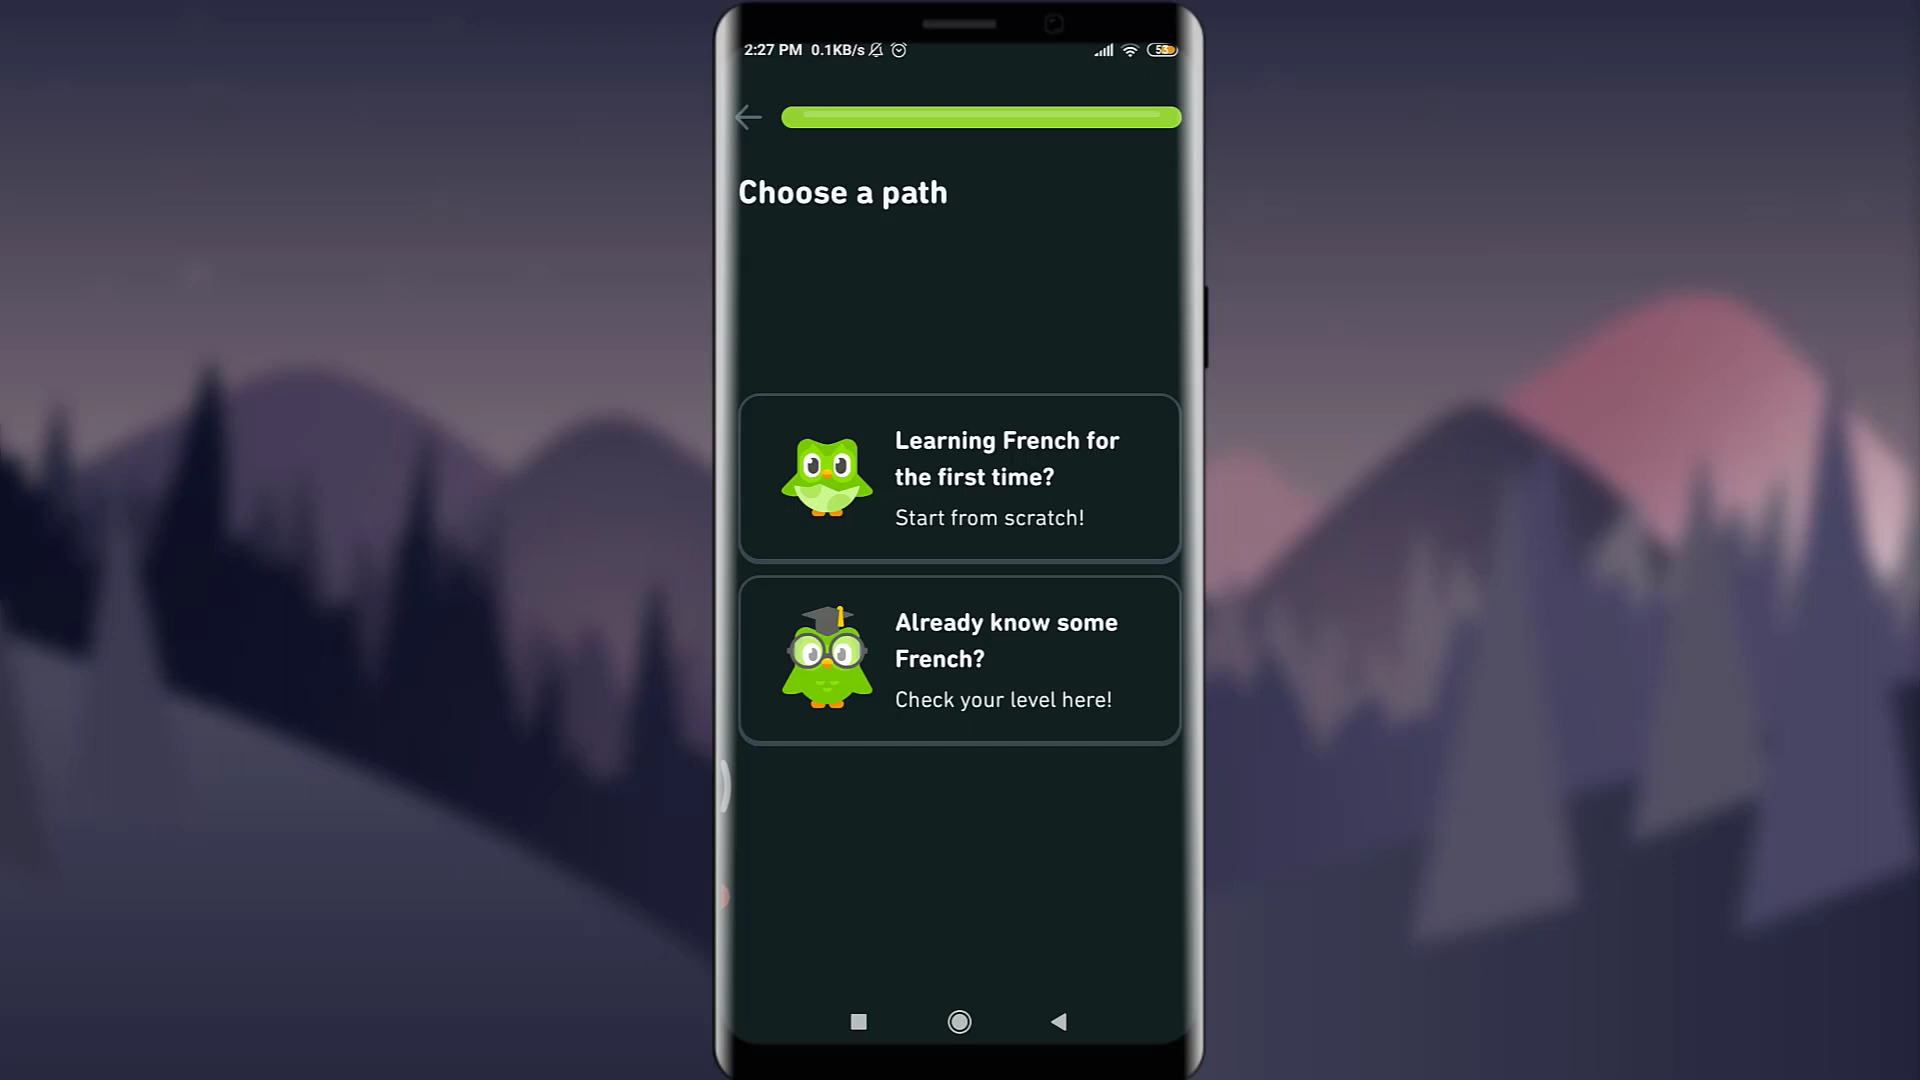 2:27 PM 0.1KB/s 53
Choose a path
Learning French for
the first time?
Start from scratch!
Already know some
French?
Check your level here!